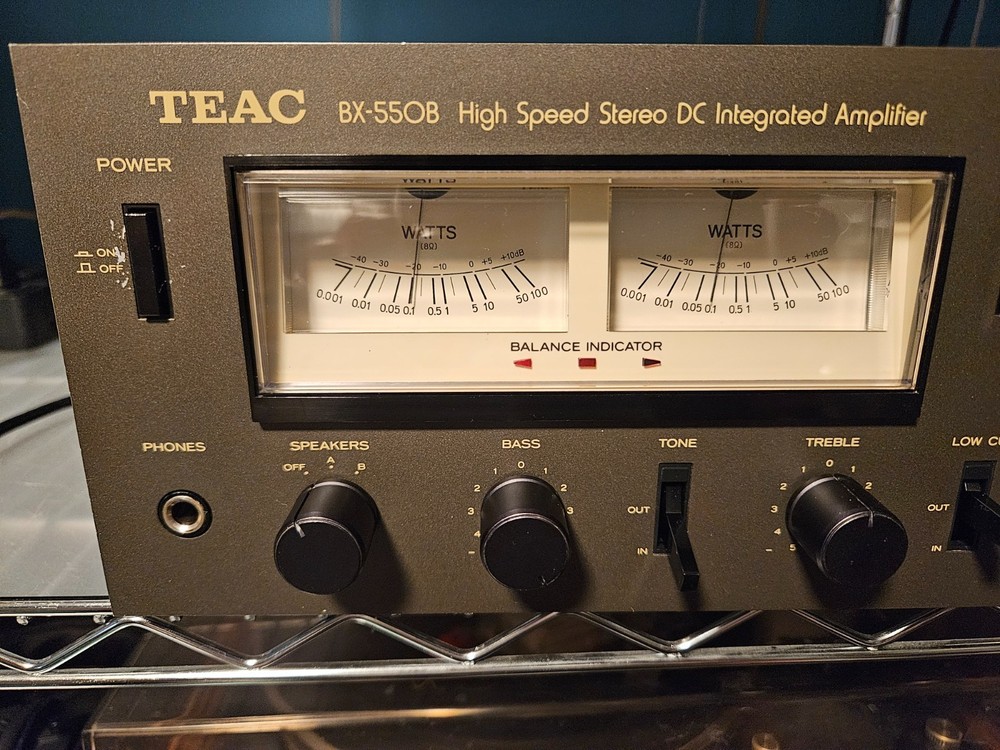 TEAC BX-550B High Speed Stereo DC Integrated Amplifier
POWER
ON
OFF
WATTS
WATTS
(8Ω)
-40 -30 -20 -10 0 +5 +10dB
0.001 0.01 0.05 0.1 0.5 1 5 10 50 100
WATTS
(8Ω)
-40 -30 -20 -10 0 +5 +10dB
0.001 0.01 0.05 0.1 0.5 1 5 10 50 100
BALANCE INDICATOR
PHONES
SPEAKERS
OFF A B
BASS
1 0 1
2 2
3 3
4
-
TONE
OUT
IN
TREBLE
1 0 1
2 2
3
4
- 5
LOW
OUT
IN